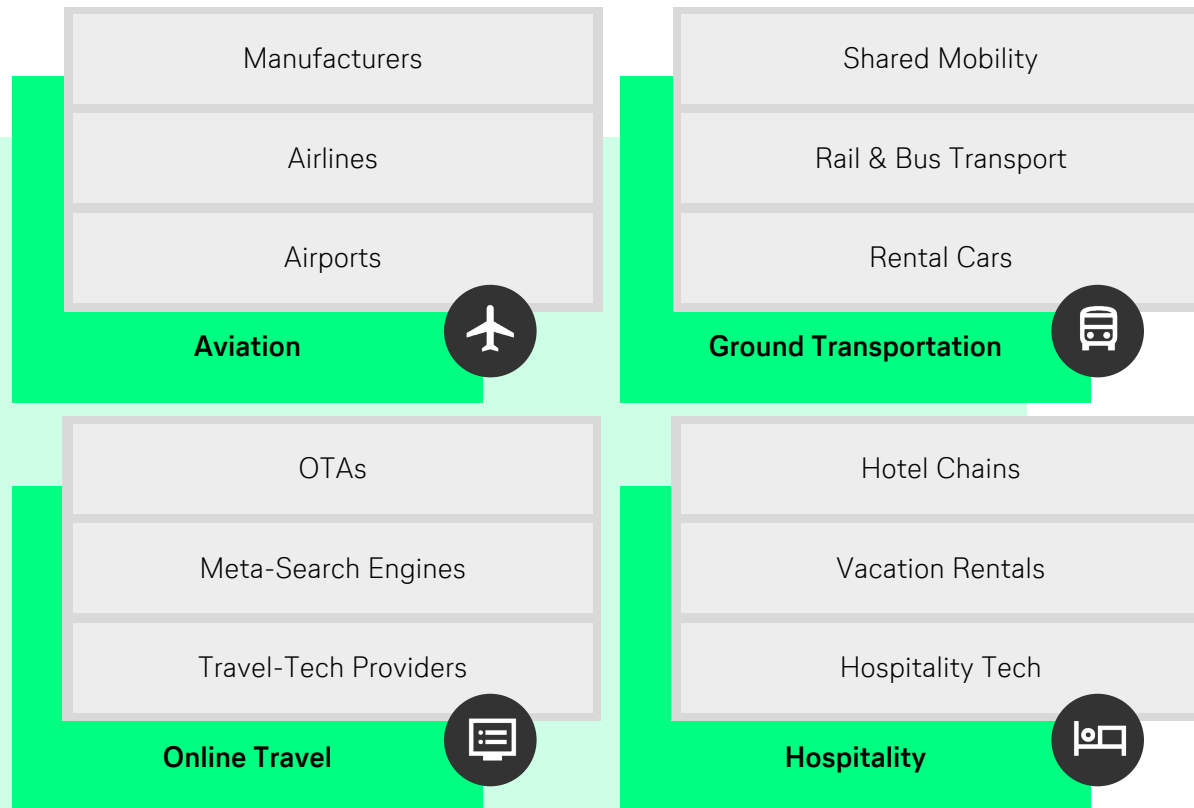 Manufacturers
Airlines
Airports
Aviation
Shared Mobility
Rail & Bus Transport
Rental Cars
Ground Transportation
OTAs
Meta-Search Engines
Travel-Tech Providers
Online Travel
Hotel Chains
Vacation Rentals
Hospitality Tech
Hospitality